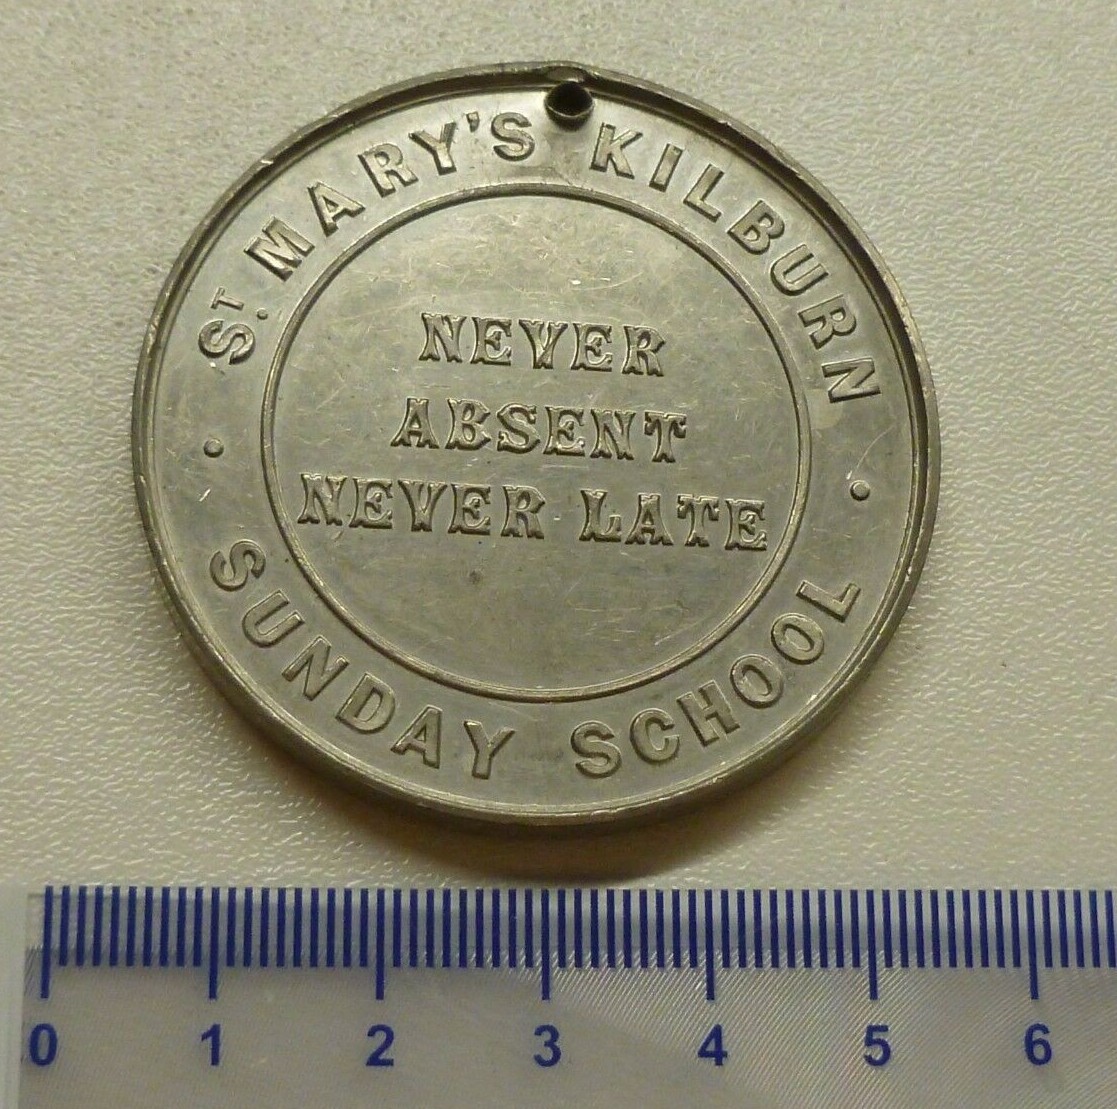 Sᵀ. MARY'S KILBURN
NEVER
ABSENT
NEVER LATE
• SUNDAY SCHOOL •
0 1 2 3 4 5 6